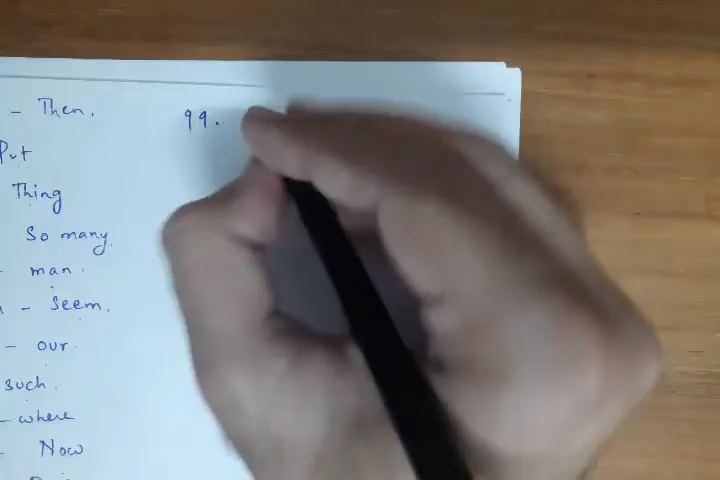 - Then.
99.
Put
Thing
So many.
- man.
- Seem.
- our.
such.
- where
- Now